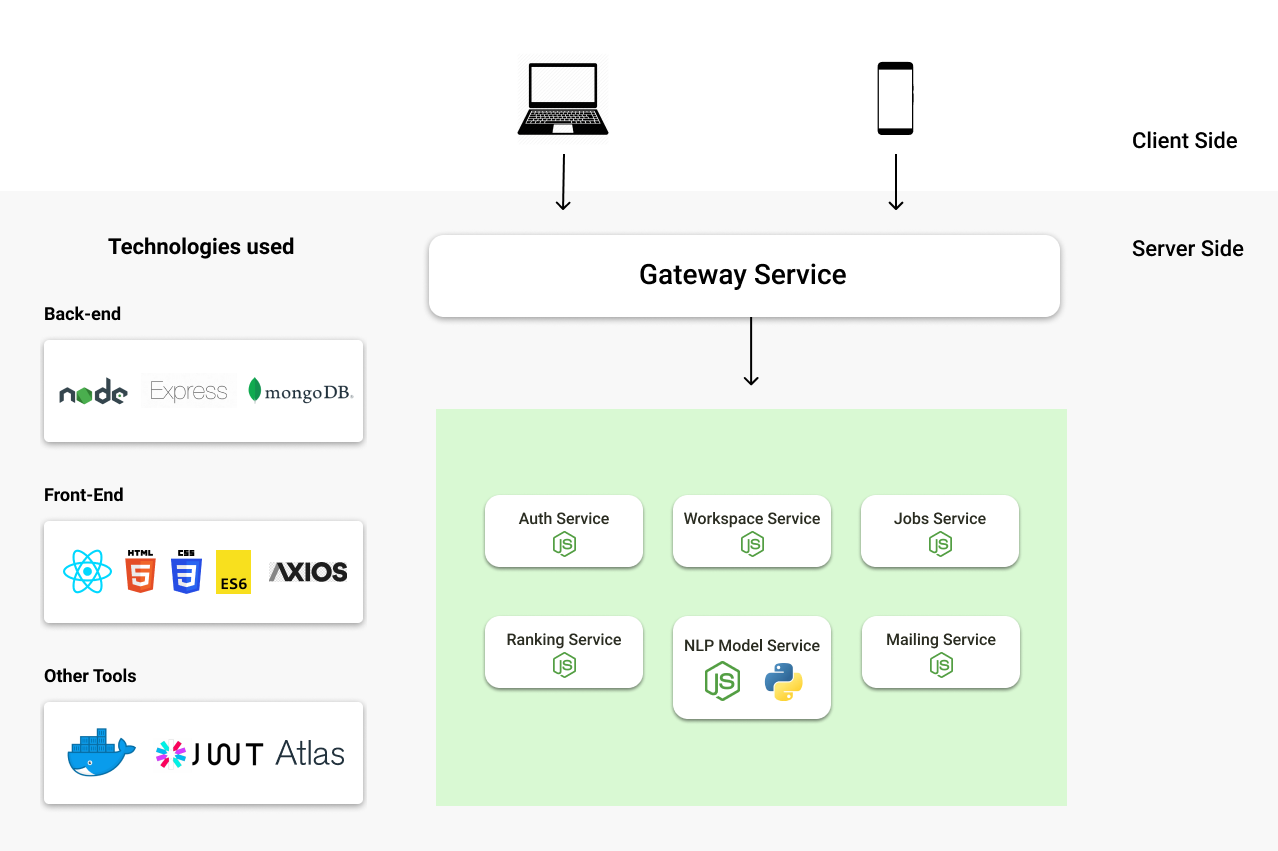 Client Side
Technologies used
Server Side
Gateway Service
Back-end
node
Express
mongoDB.
Front-End
HTML
5
CSS
3
ES6
AXIOS
Other Tools
JWT
Atlas
Auth Service
JS
Workspace Service
JS
Jobs Service
JS
Ranking Service
JS
NLP Model Service
JS
Mailing Service
JS